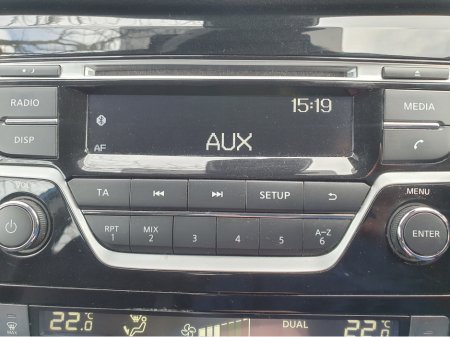 RADIO
15:19
MEDIA
DISP
AF
AUX
VOL
TA
SETUP
MENU
RPT
1
MIX
2
3
4
5
A-Z
6
ENTER
MAX
22.0 °C
DUAL
22.0 °C